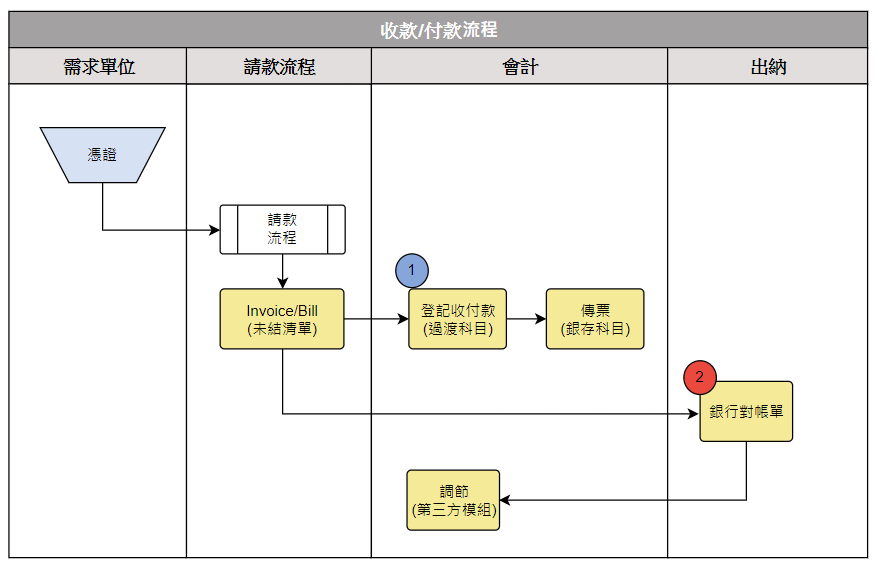 收款/付款流程
需求單位
請款流程
會計
出納
憑證
請款
流程
1
Invoice/Bill
(未結清單)
登記收付款
(過渡科目)
傳票
(銀存科目)
2
銀行對帳單
調節
(第三方模組)